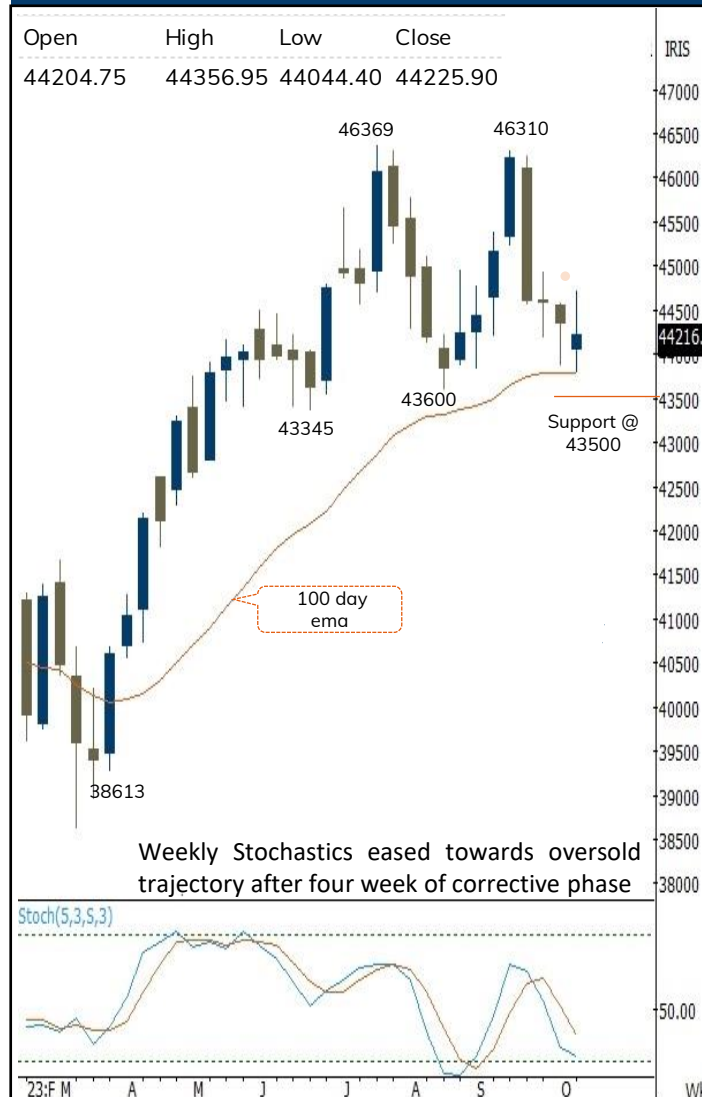 Open High Low Close
44204.75 44356.95 44044.40 44225.90
IRIS
47000
46369 46310
46500
46000
45500
45000
44500
44216.
44000
43600
43500
43345
Support @
43500
43000
42500
42000
41500
100 day
ema
41000
40500
40000
39500
38613
39000
38500
Weekly Stochastics eased towards oversold
trajectory after four week of corrective phase
38000
Stoch(5,3,S,3)
50.00
23:F M A M J J A S O